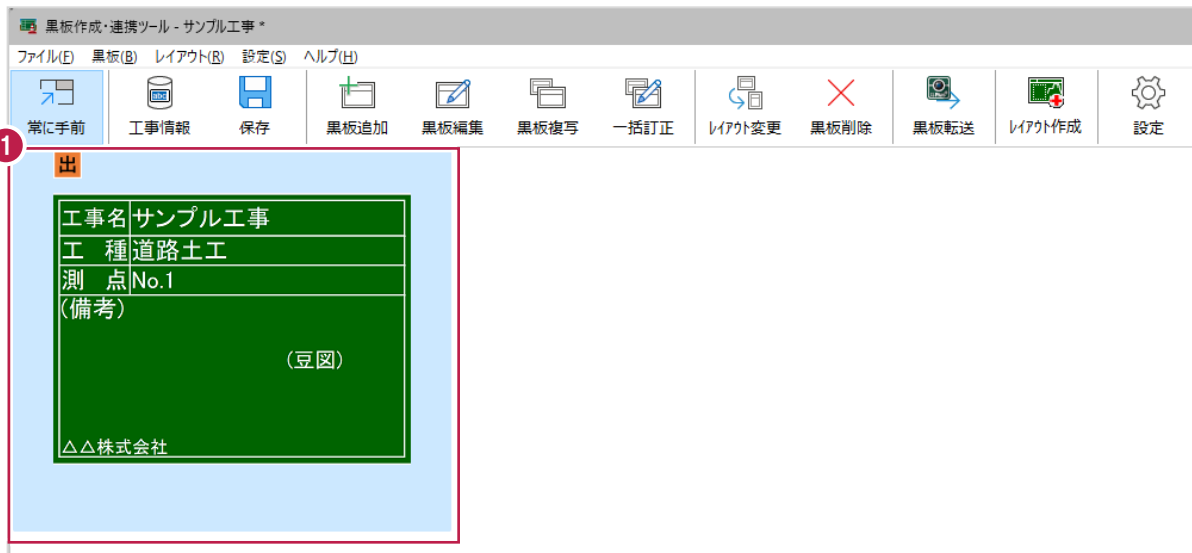 黒板作成・連携ツール - サンプル工事 *
ファイル(F) 黒板(B) レイアウト(R) 設定(S) ヘルプ(H)
abc
常に手前 工事情報 保存 黒板追加 黒板編集 黒板複写 一括訂正 レイアウト変更 黒板削除 黒板転送 レイアウト作成 設定
1
出
工事名 サンプル工事
工 種 道路土工
測 点 No.1
(備考)
(豆図)
△△株式会社